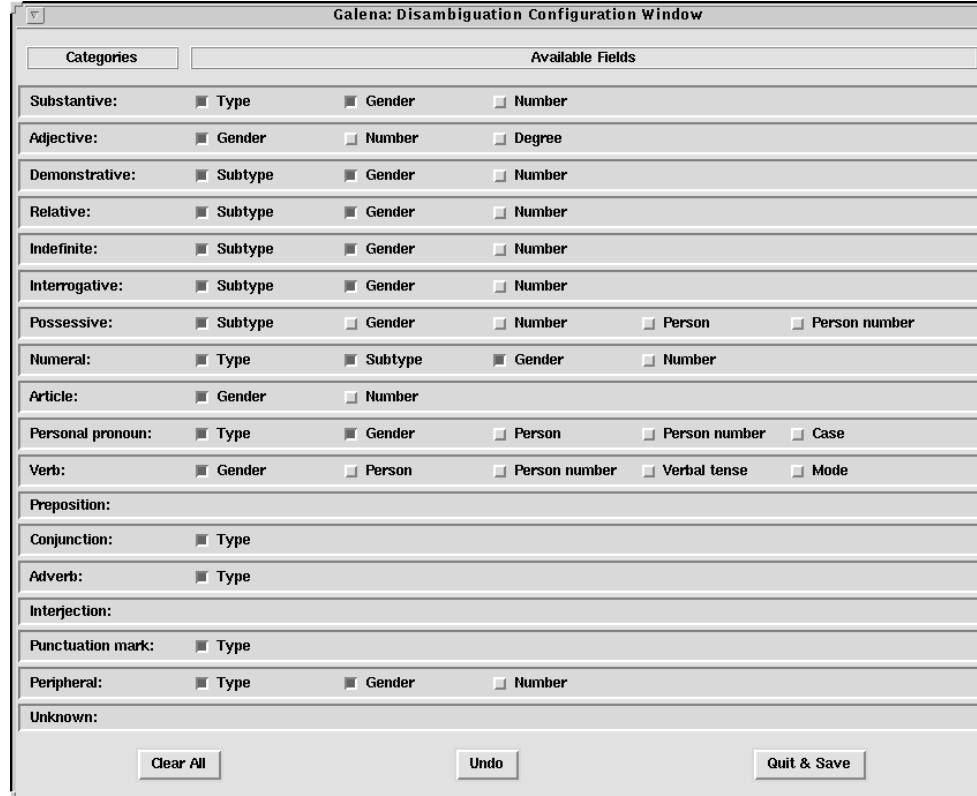 Galena: Disambiguation Configuration Window
Categories Available Fields
Substantive: Type Gender Number
Adjective: Gender Number Degree
Demonstrative: Subtype Gender Number
Relative: Subtype Gender Number
Indefinite: Subtype Gender Number
Interrogative: Subtype Gender Number
Possessive: Subtype Gender Number Person Person number
Numeral: Type Subtype Gender Number
Article: Gender Number
Personal pronoun: Type Gender Person Person number Case
Verb: Gender Person Person number Verbal tense Mode
Preposition:
Conjunction: Type
Adverb: Type
Interjection:
Punctuation mark: Type
Peripheral: Type Gender Number
Unknown:
Clear All Undo Quit & Save